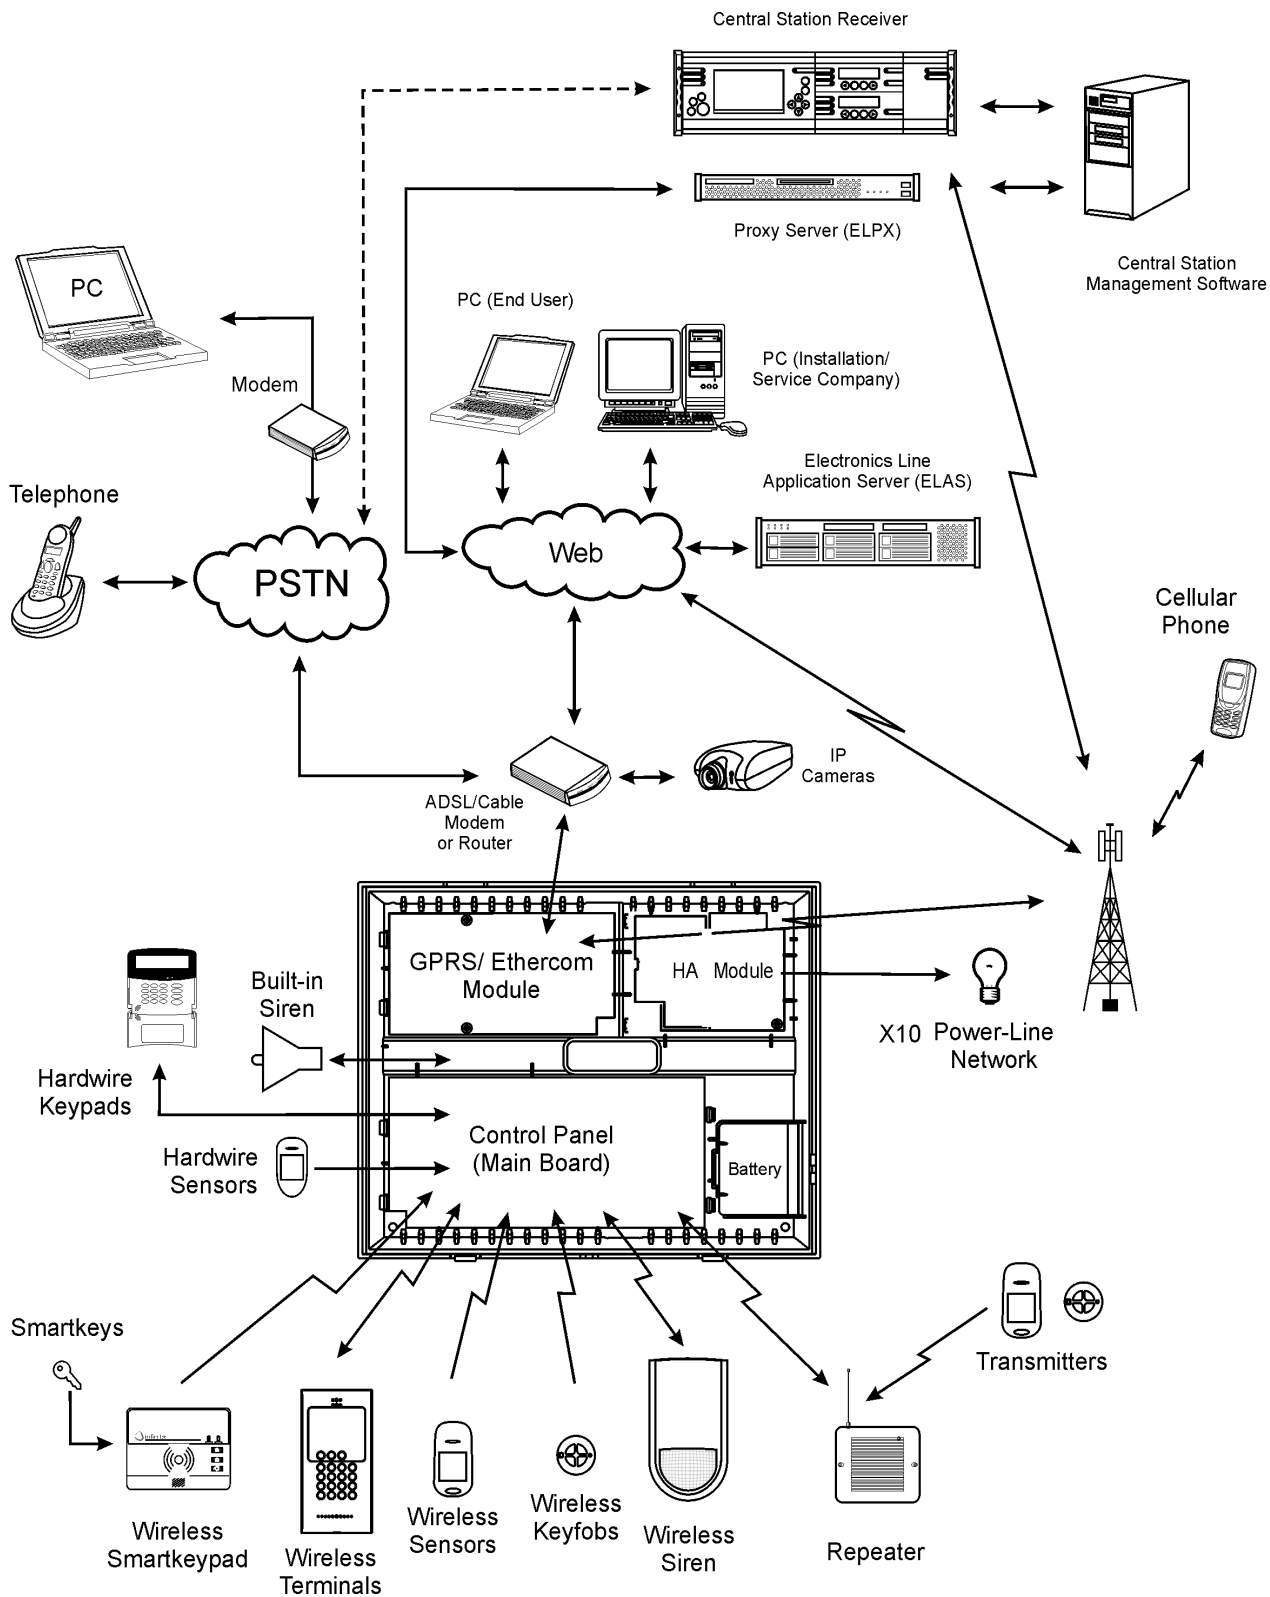 Central Station Receiver
Proxy Server (ELPX)
Central Station
Management Software
PC
PC (End User)
PC (Installation/
Service Company)
Modem
Electronics Line
Application Server (ELAS)
Telephone
Web
PSTN
Cellular
Phone
IP
Cameras
ADSL/Cable
Modem
or Router
GPRS/ Ethercom
Module
HA Module
Built-in
Siren
X10 Power-Line
Network
Hardwire
Keypads
Control Panel
(Main Board)
Hardwire
Sensors
Battery
Smartkeys
Transmitters
Wireless
Smartkeypad
Wireless
Terminals
Wireless
Sensors
Wireless
Keyfobs
Wireless
Siren
Repeater